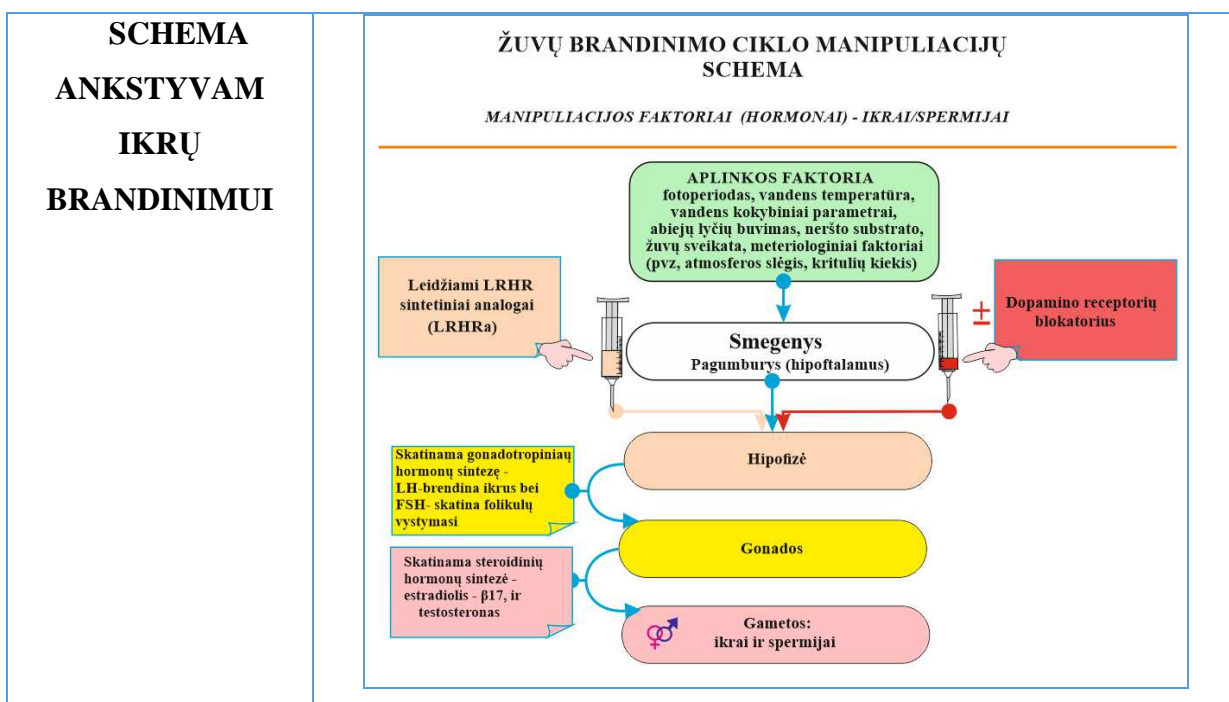 SCHEMA
ANKSTYVAM
IKRŲ
BRANDINIMUI
ŽUVŲ BRANDINIMO CIKLO MANIPULIACIJŲ
SCHEMA
MANIPULIACIJOS FAKTORIAI (HORMONAI) - IKRAI/SPERMIJAI
APLINKOS FAKTORIA
fotoperiodas, vandens temperatūra,
vandens kokybiniai parametrai,
abiejų lyčių buvimas, neršto substrato,
žuvų sveikata, meteriologiniai faktoriai
(pvz, atmosferos slėgis, kritulių kiekis)
Leidžiami LRHR
sintetiniai analogai
(LRHRa)
±
Dopamino receptorių
blokatorius
Smegenys
Pagumburys (hipoftalamus)
Hipofizė
Skatinama gonadotropiniaų
hormonų sintezę -
LH-brendina ikrus bei
FSH- skatina folikulų
vystymasi
Gonados
Skatinama steroidinių
hormonų sintezė -
estradiolis - β17, ir
testosteronas
Gametos:
ikrai ir spermijai